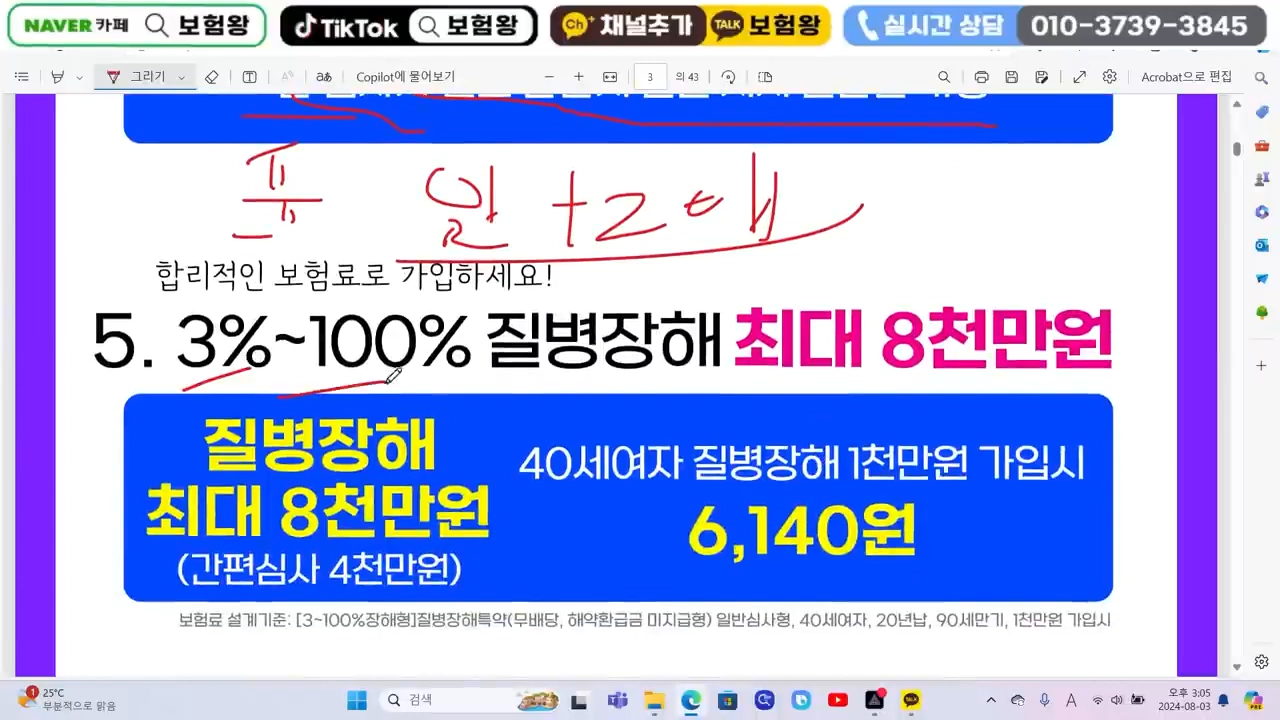 NAVER 카페 보험왕 TikTok 보험왕 Ch+ 채널추가 TALK 보험왕 실시간 상담 010-3739-3845
그리기 Copilot에 물어보기 3 의 43 Acrobat으로 편집
암 +2배
합리적인 보험료로 가입하세요!
5. 3%~100% 질병장해 최대 8천만원
질병장해
최대 8천만원
(간편심사 4천만원)
40세여자 질병장해 1천만원 가입시
6,140원
보험료 설계기준: [3~100%장해형]질병장해특약(무배당, 해약환급금 미지급형) 일반심사형, 40세여자, 20년납, 90세만기, 1천만원 가입시
1 25°C
부분적으로 맑음
검색
A
오후 3:05
2024-08-03